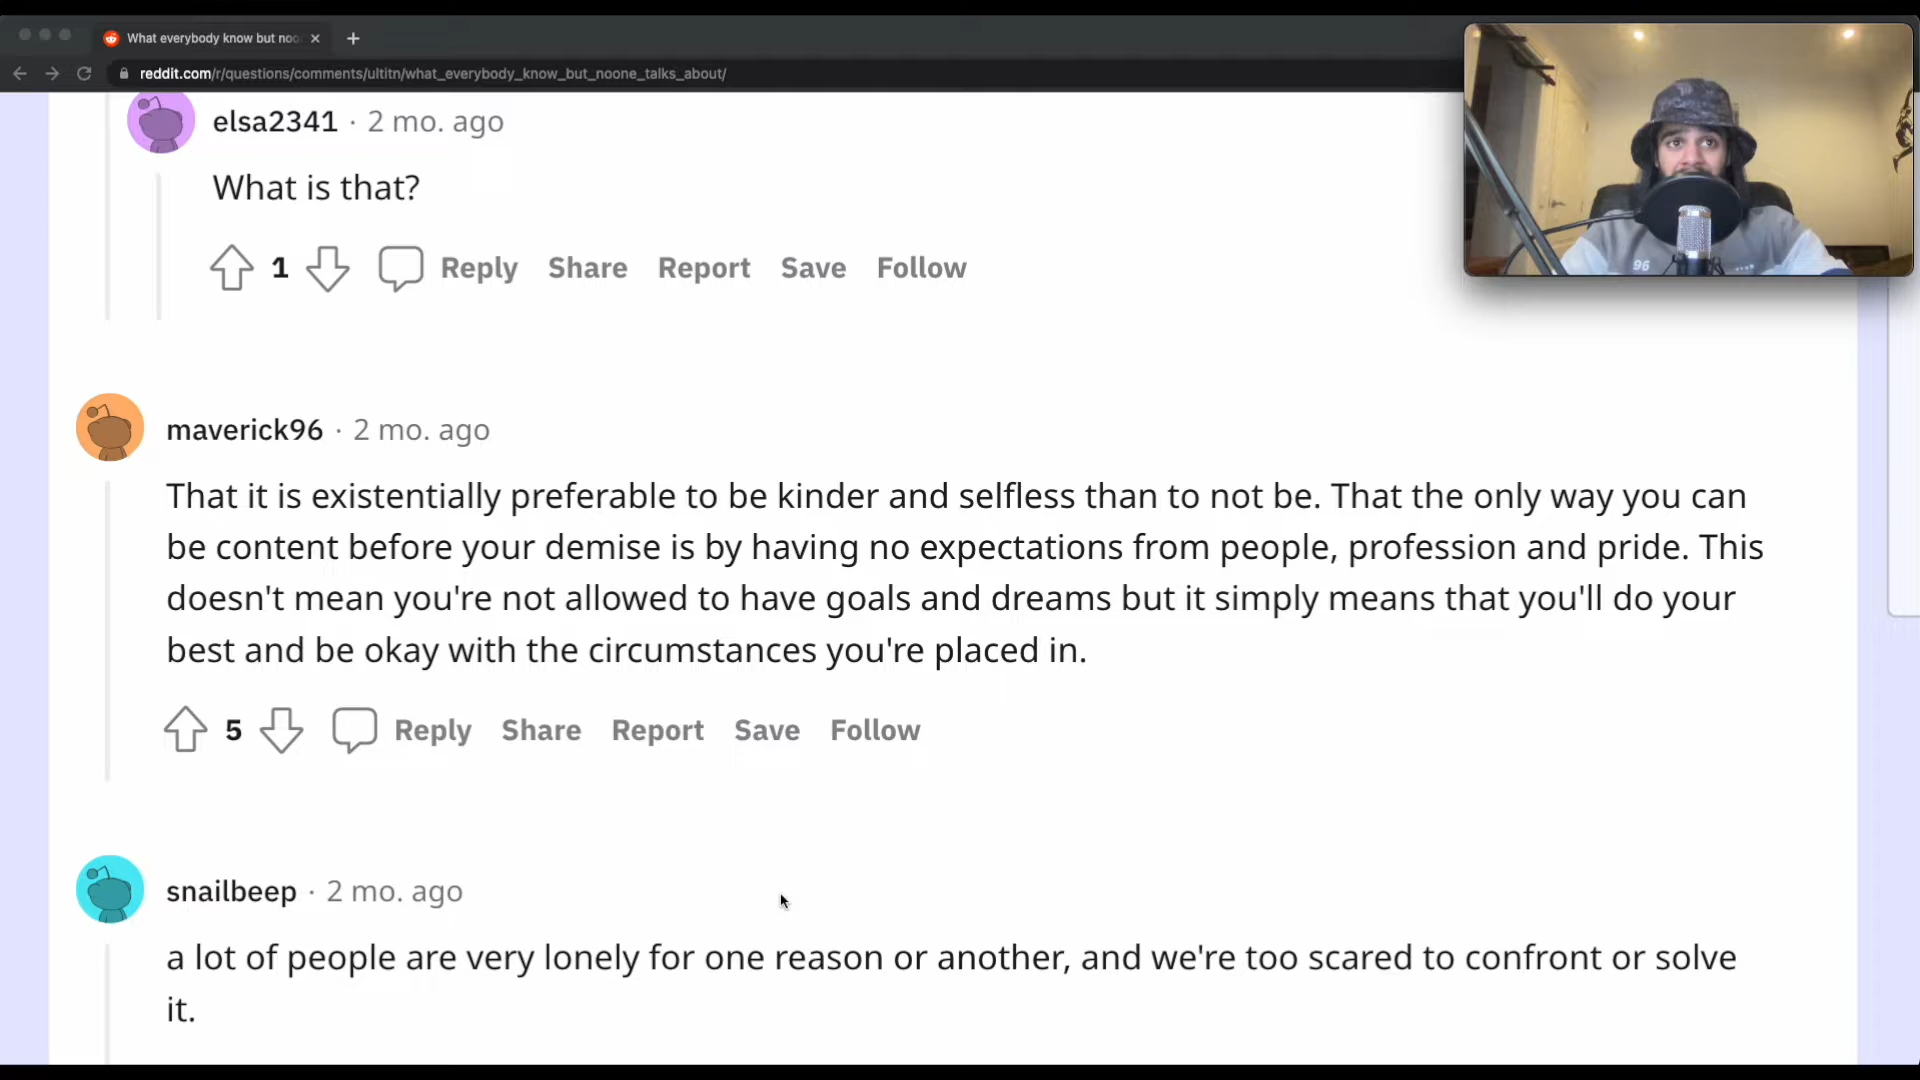 What everybody know but noo
reddit.com/r/questions/comments/ultitn/what_everybody_know_but_noone_talks_about/
elsa2341 · 2 mo. ago
What is that?
1 Reply Share Report Save Follow
96
maverick96 · 2 mo. ago
That it is existentially preferable to be kinder and selfless than to not be. That the only way you can
be content before your demise is by having no expectations from people, profession and pride. This
doesn't mean you're not allowed to have goals and dreams but it simply means that you'll do your
best and be okay with the circumstances you're placed in.
5 Reply Share Report Save Follow
snailbeep · 2 mo. ago
a lot of people are very lonely for one reason or another, and we're too scared to confront or solve
it.